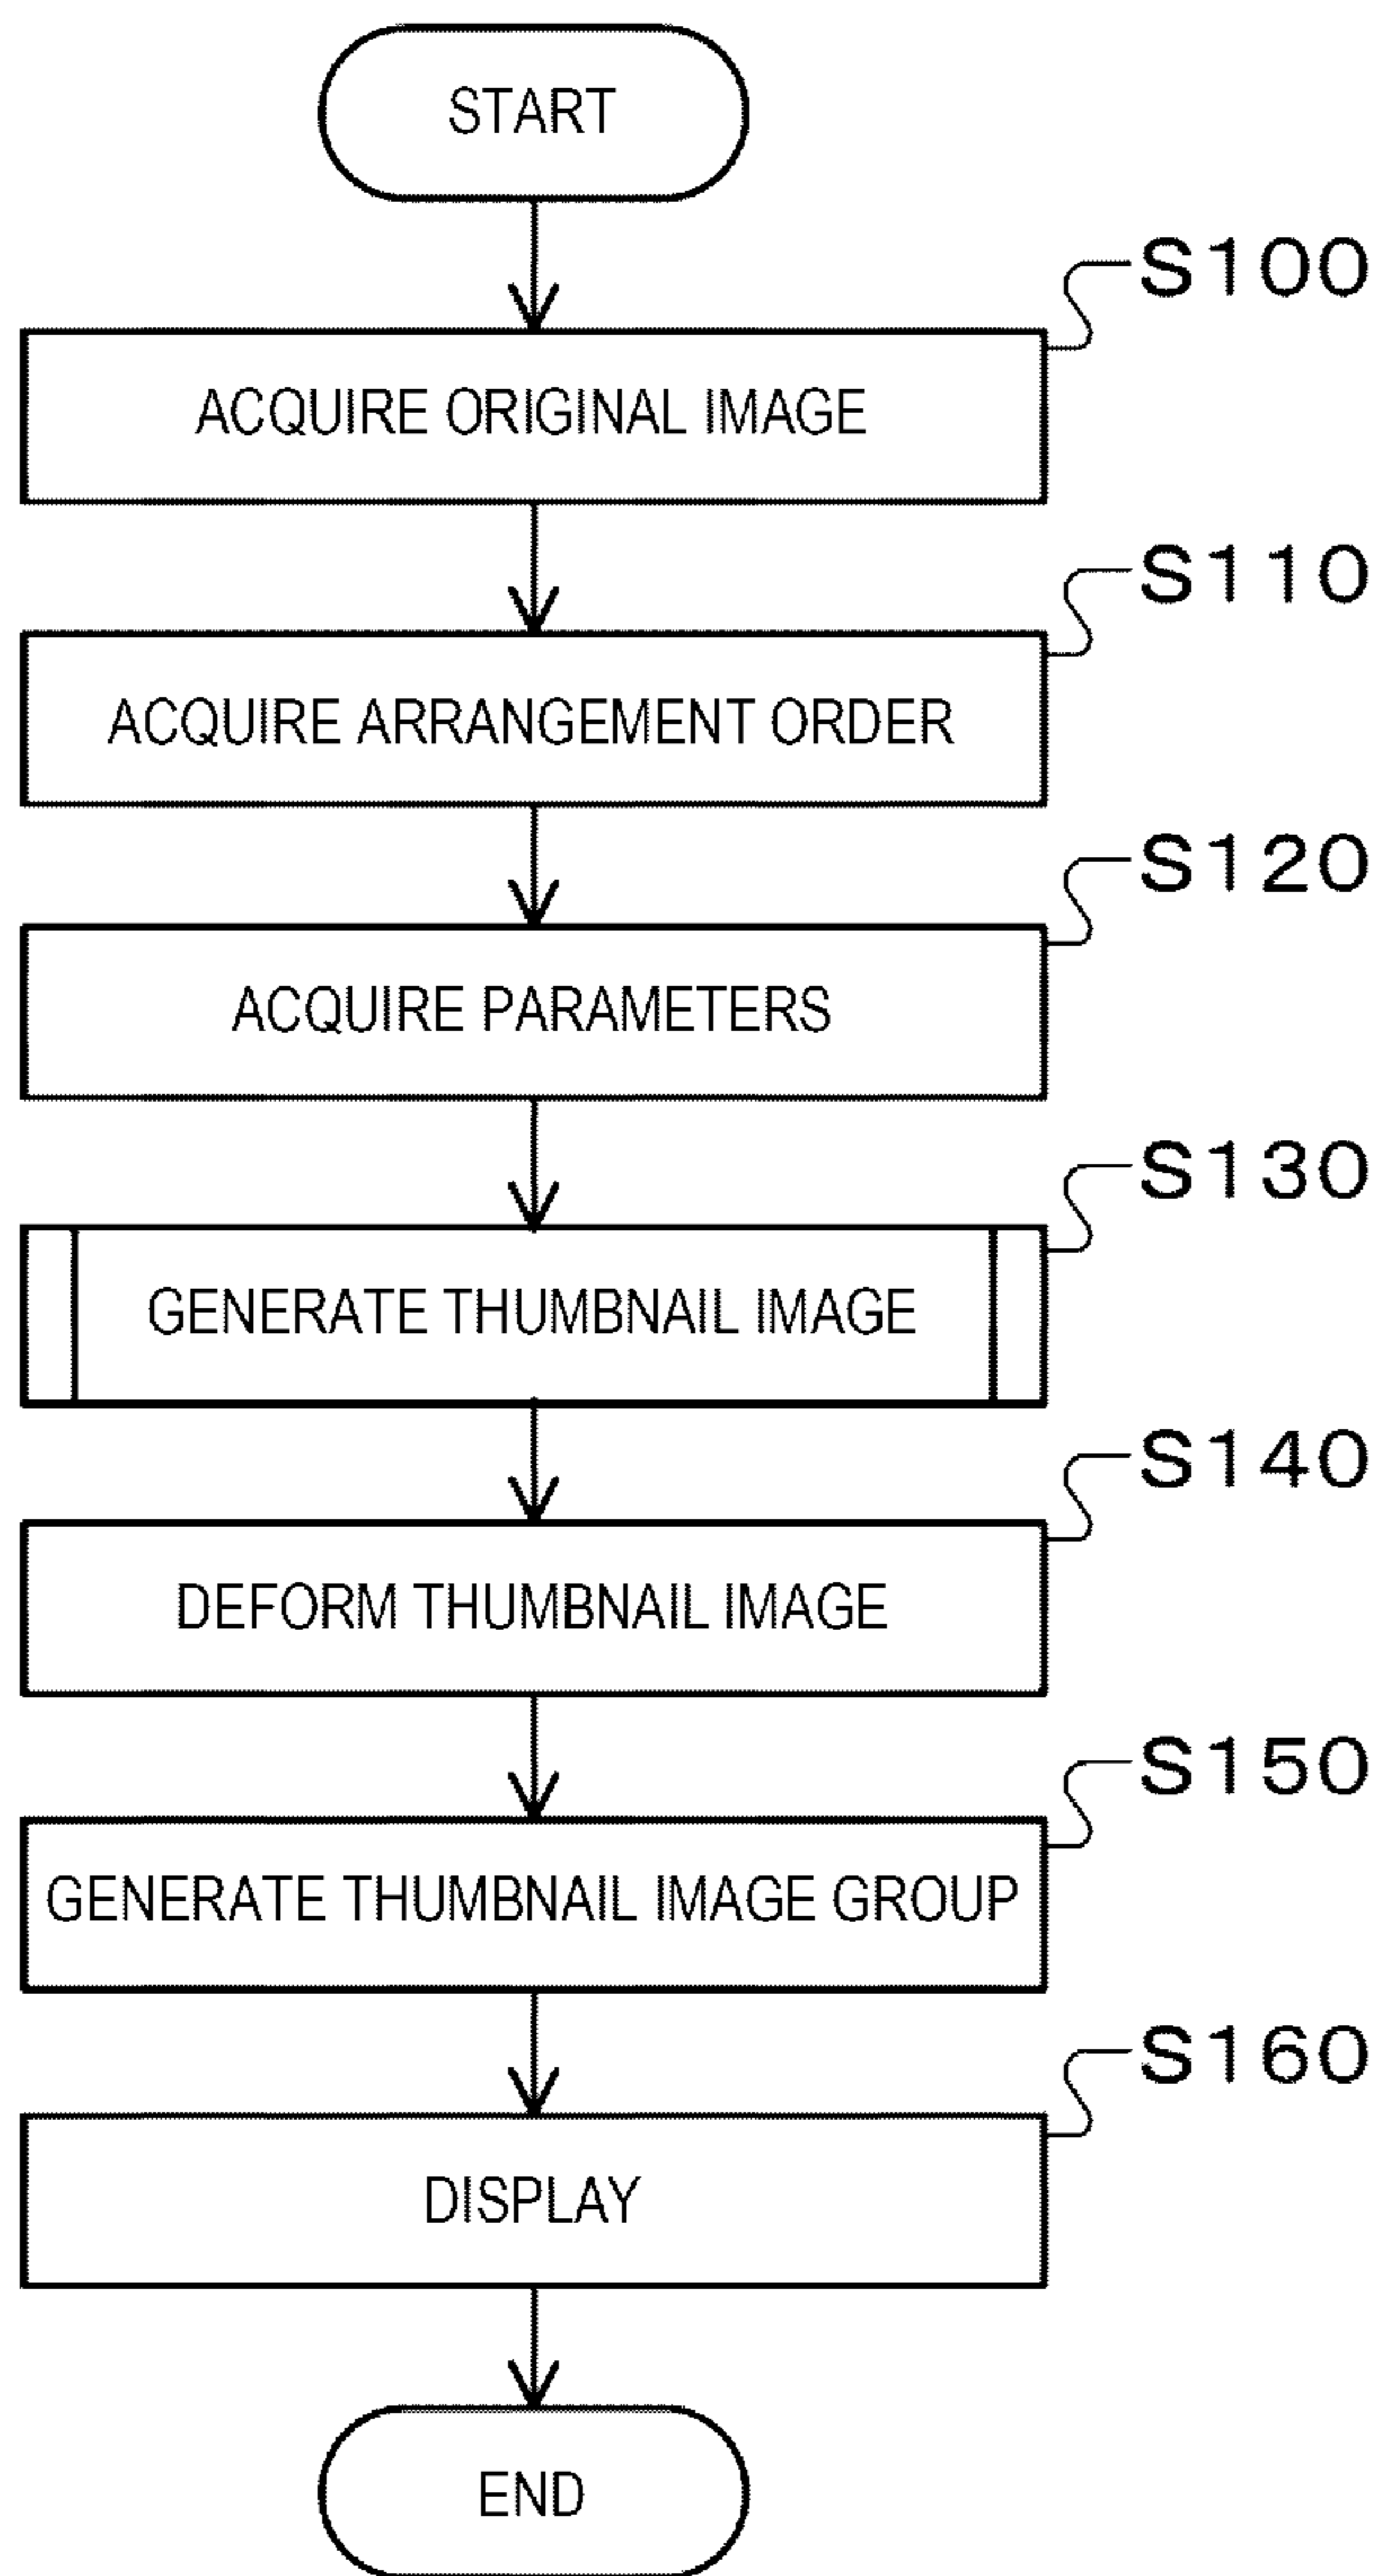 START
S100
ACQUIRE ORIGINAL IMAGE
S110
ACQUIRE ARRANGEMENT ORDER
S120
ACQUIRE PARAMETERS
S130
GENERATE THUMBNAIL IMAGE
S140
DEFORM THUMBNAIL IMAGE
S150
GENERATE THUMBNAIL IMAGE GROUP
S160
DISPLAY
END